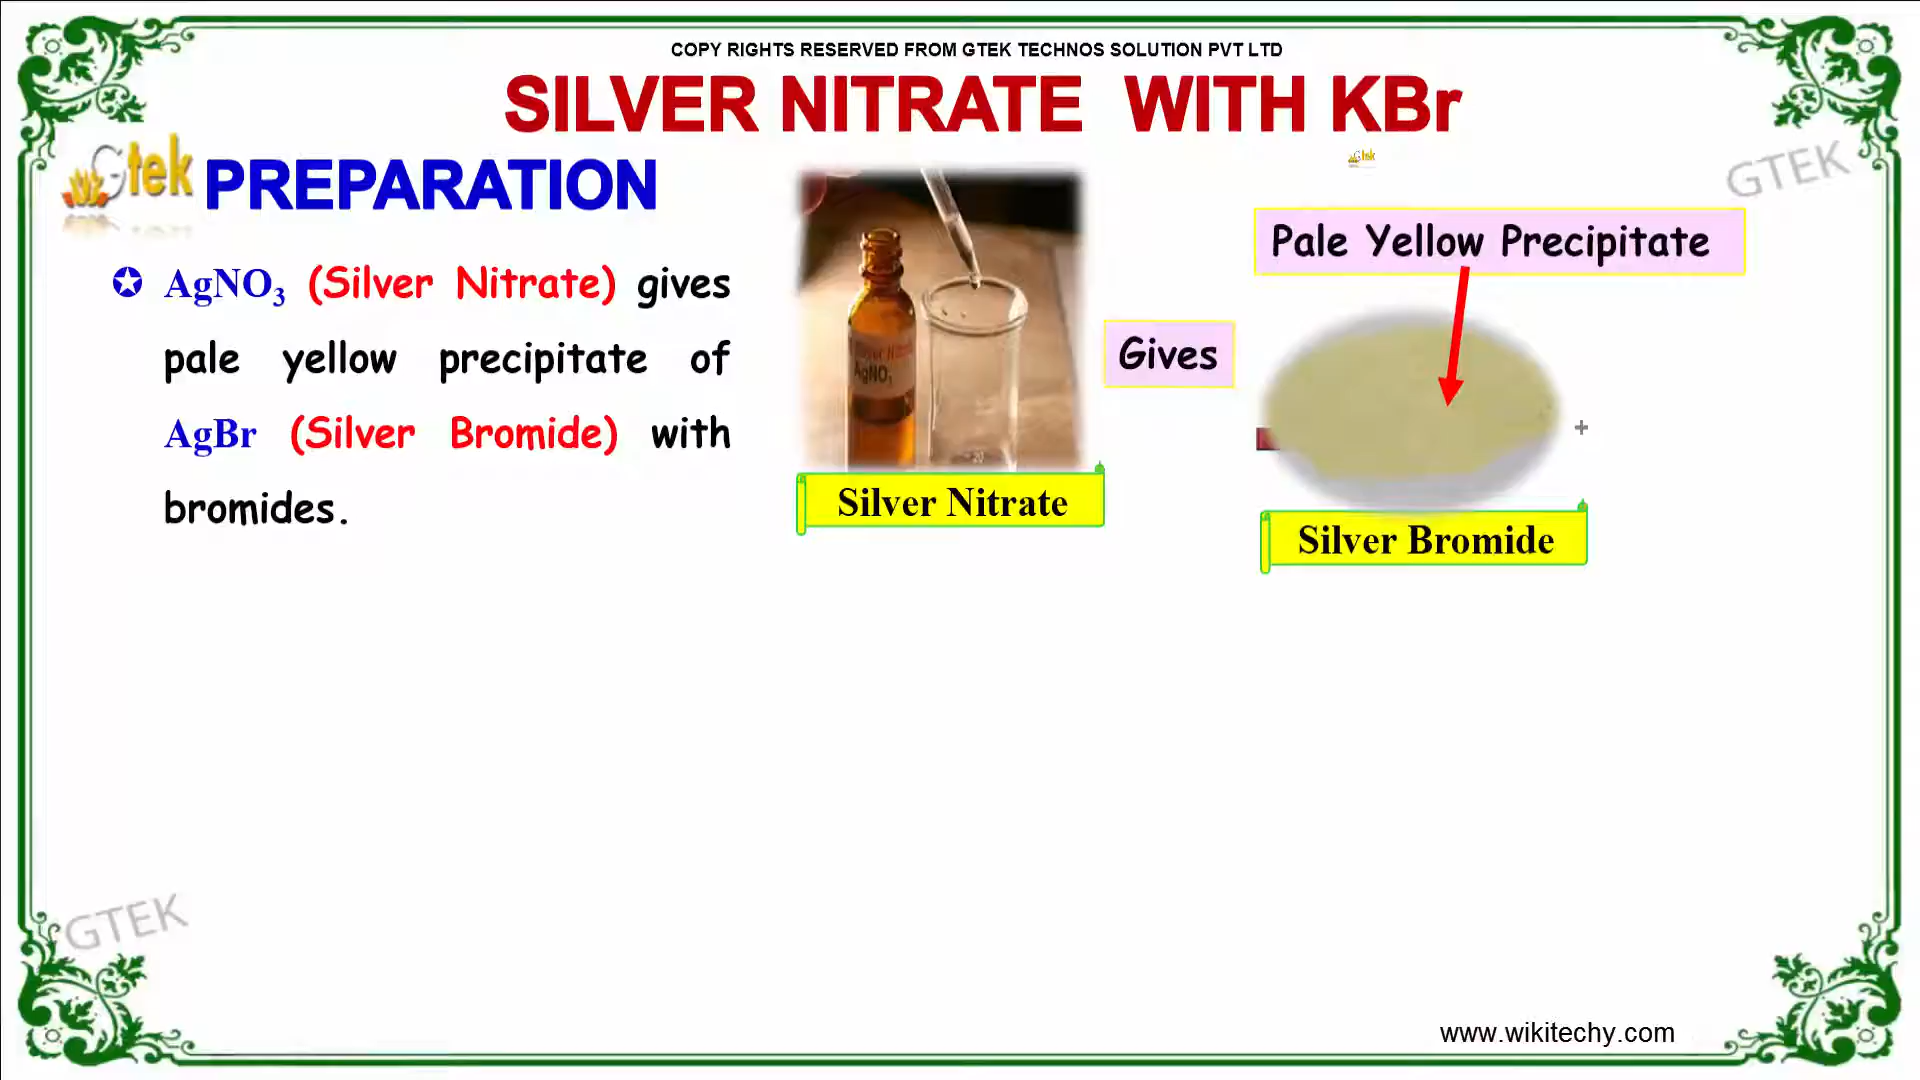 COPY RIGHTS RESERVED FROM GTEK TECHNOS SOLUTION PVT LTD
SILVER NITRATE WITH KBr
Gtek
PREPARATION
Gtek
GTEK
Pale Yellow Precipitate
✪ AgNO₃ (Silver Nitrate) gives
pale yellow precipitate of
AgBr (Silver Bromide) with
bromides.
AgNO₃
Gives
Silver Nitrate
Silver Bromide
GTEK
www.wikitechy.com